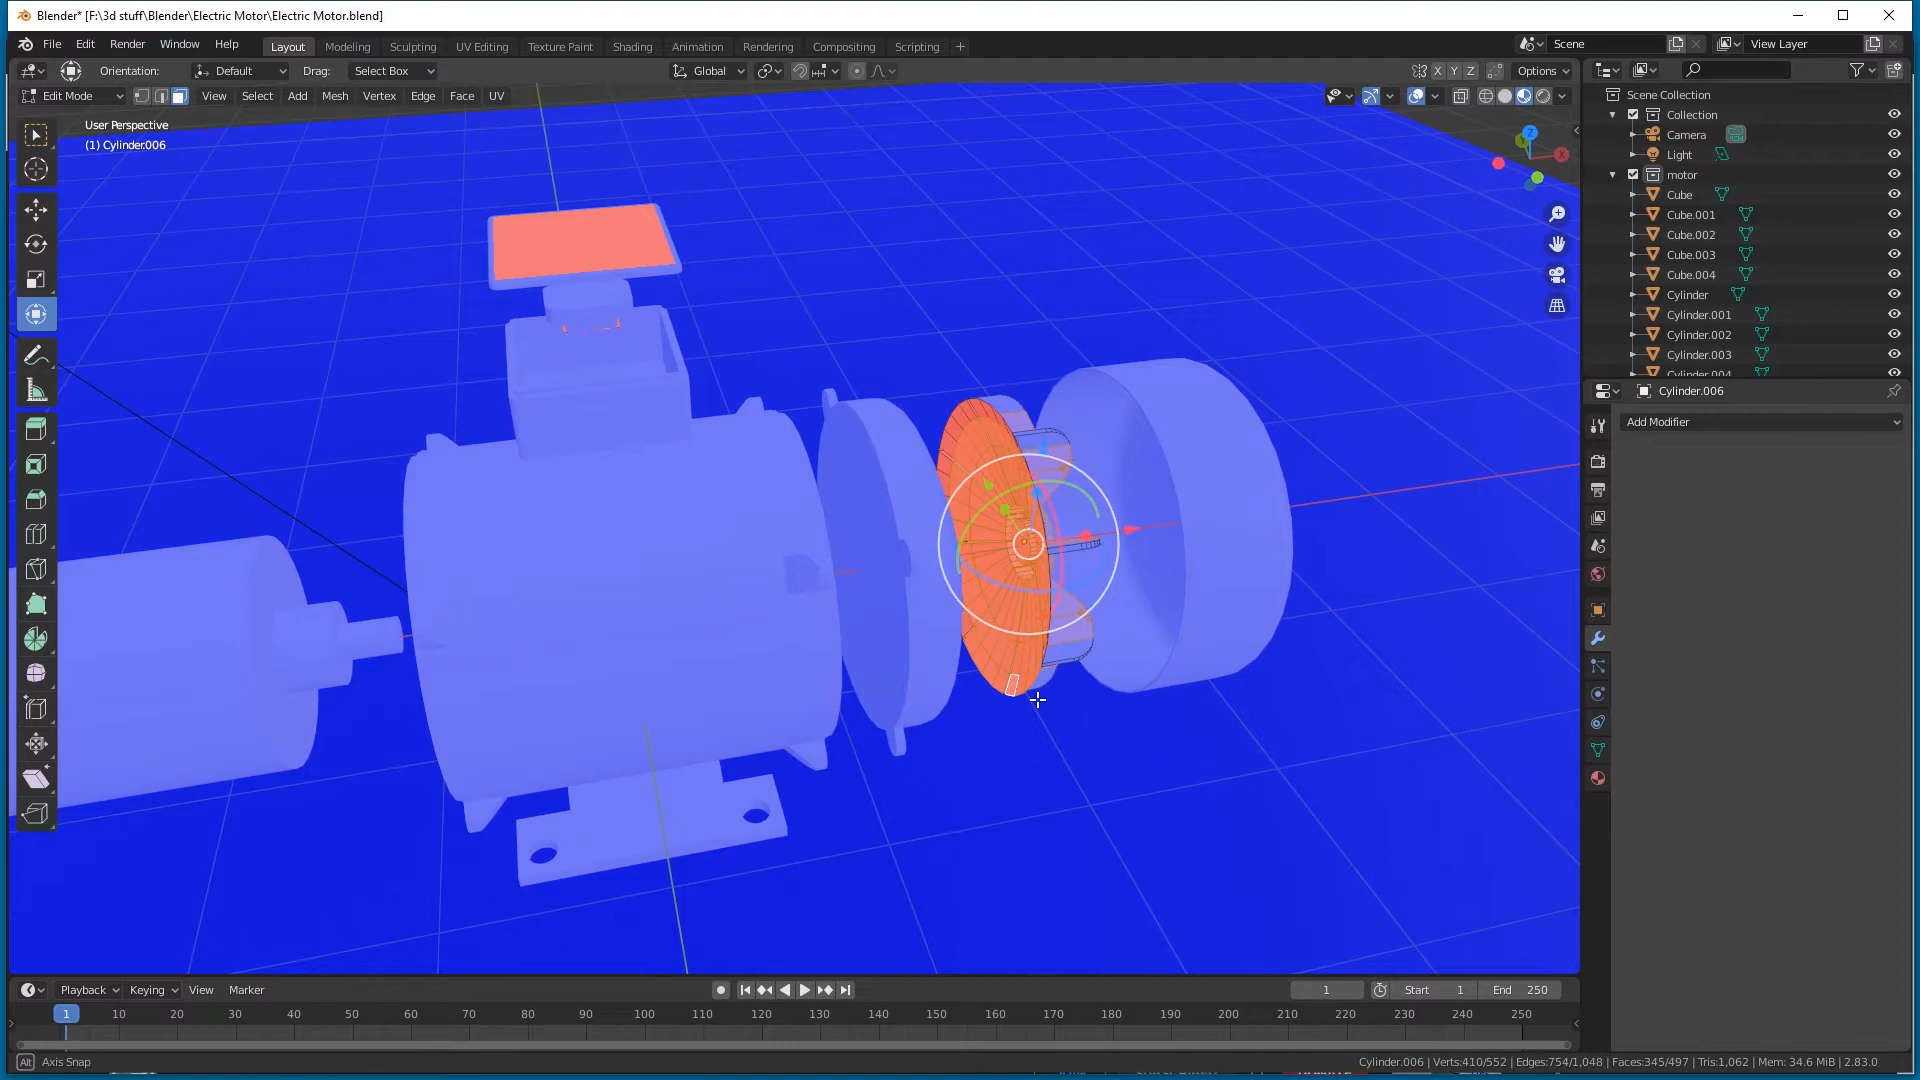 Blender* [F:\3d stuff\Blender\Electric Motor\Electric Motor.blend]
File Edit Render Window Help Layout Modeling Sculpting UV Editing Texture Paint Shading Animation Rendering Compositing Scripting + Scene View Layer
Orientation: Default Drag: Select Box Global X Y Z Options
Edit Mode View Select Add Mesh Vertex Edge Face UV
User Perspective
(1) Cylinder.006
Z
X
Scene Collection
Collection
Camera
Light
motor
Cube
Cube.001
Cube.002
Cube.003
Cube.004
Cylinder
Cylinder.001
Cylinder.002
Cylinder.003
Cylinder.004
Cylinder.006
Add Modifier
Playback Keying View Marker 1 Start 1 End 250
1 10 20 30 40 50 60 70 80 90 100 110 120 130 140 150 160 170 180 190 200 210 220 230 240 250
Alt Axis Snap Cylinder.006 | Verts:410/552 | Edges:754/1,048 | Faces:345/497 | Tris:1,062 | Mem: 34.6 MiB | 2.83.0